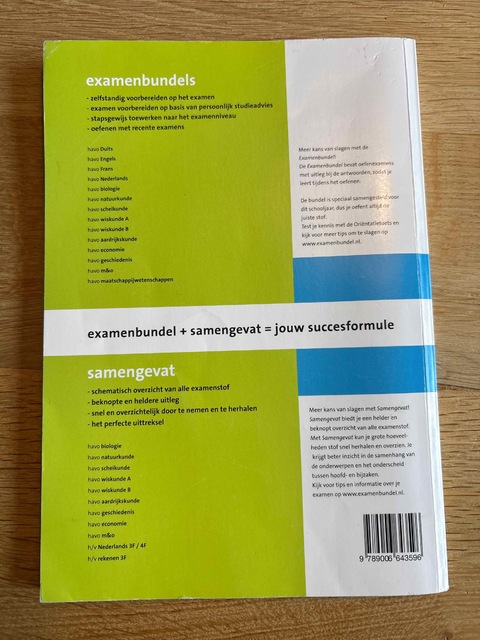 examenbundels
- zelfstandig voorbereiden op het examen
- examen voorbereiden op basis van persoonlijk studieadvies
- stapsgewijs toewerken naar het examenniveau
- oefenen met recente examens
havo Duits
havo Engels
havo Frans
havo Nederlands
havo biologie
havo natuurkunde
havo scheikunde
havo wiskunde A
havo wiskunde B
havo aardrijkskunde
havo economie
havo geschiedenis
havo m&o
havo maatschappijwetenschappen
Meer kans van slagen met de
Examenbundel!
De Examenbundel bevat oefenexamens
met uitleg bij de antwoorden, zodat je
leert tijdens het oefenen.
De bundel is speciaal samengesteld voor
dit schooljaar, dus je oefent altijd de
juiste stof.
Test je kennis met de Oriëntatietoets en
kijk voor meer tips om te slagen op
www.examenbundel.nl.
examenbundel + samengevat = jouw succesformule
samengevat
- schematisch overzicht van alle examenstof
- beknopte en heldere uitleg
- snel en overzichtelijk door te nemen en te herhalen
- het perfecte uittreksel
havo biologie
havo natuurkunde
havo scheikunde
havo wiskunde A
havo wiskunde B
havo aardrijkskunde
havo geschiedenis
havo economie
havo m&o
h/v Nederlands 3F / 4F
h/v rekenen 3F
Meer kans van slagen met Samengevat!
Samengevat biedt je een helder en
beknopt overzicht van alle examenstof.
Met Samengevat kun je grote hoeveel-
heden stof snel herhalen en overzien. Je
krijgt beter inzicht in de samenhang van
de onderwerpen en het onderscheid
tussen hoofd- en bijzaken.
Kijk voor tips en informatie over je
examen op www.examenbundel.nl.
9 789006 643596